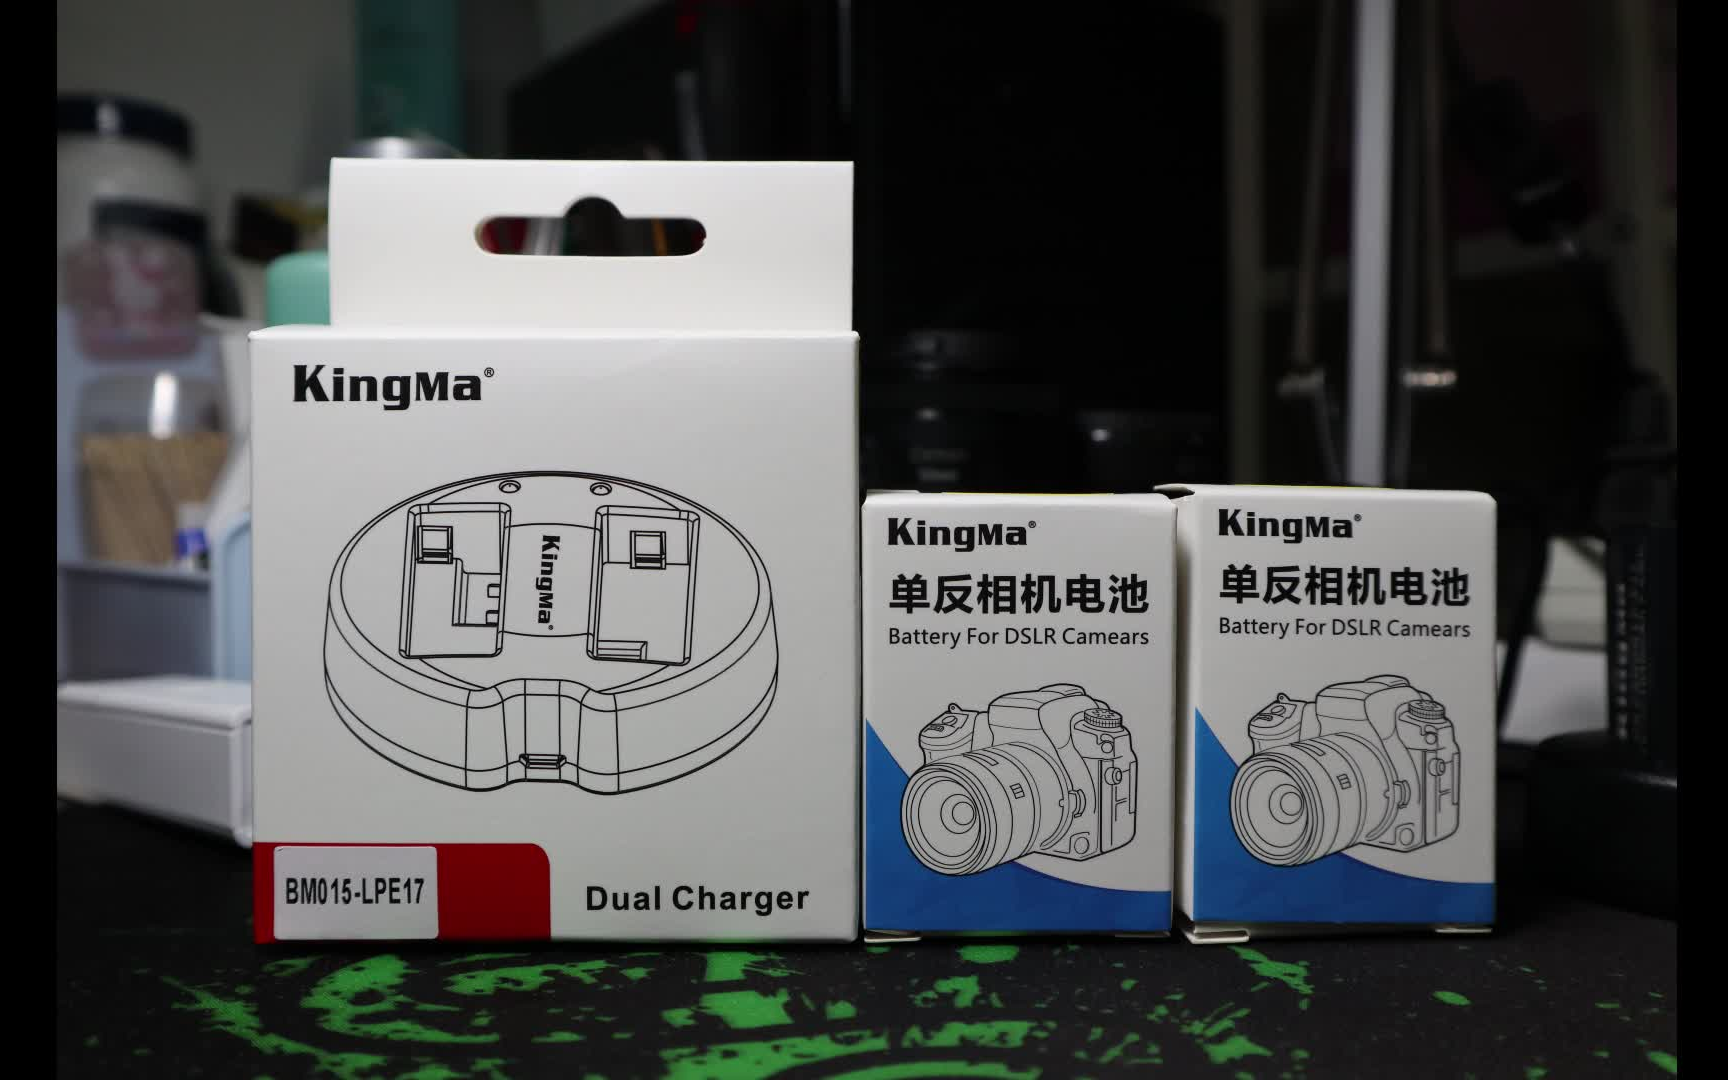 KingMa®
KingMa®
BM015-LPE17
Dual Charger
KingMa®
单反相机电池
Battery For DSLR Camears
KingMa®
单反相机电池
Battery For DSLR Camears